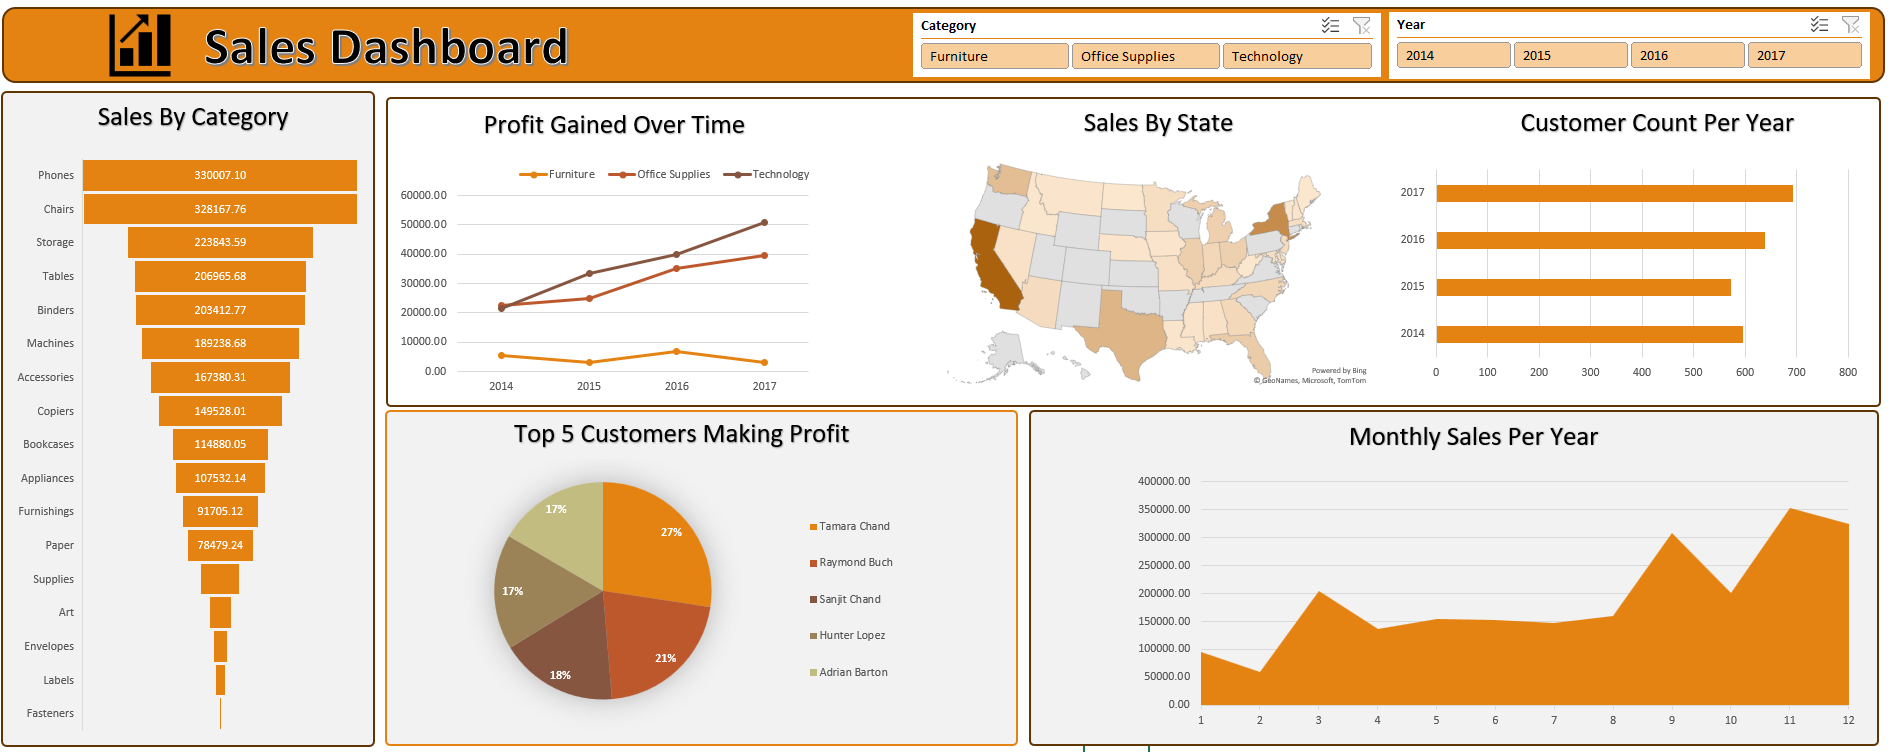 Sales Dashboard
Category
Furniture
Office Supplies
Technology
Year
2014
2015
2016
2017
Sales By Category
Phones 330007.10
Chairs 328167.76
Storage 223843.59
Tables 206965.68
Binders 203412.77
Machines 189238.68
Accessories 167380.31
Copiers 149528.01
Bookcases 114880.05
Appliances 107532.14
Furnishings 91705.12
Paper 78479.24
Supplies
Art
Envelopes
Labels
Fasteners
Profit Gained Over Time
Furniture Office Supplies Technology
60000.00
50000.00
40000.00
30000.00
20000.00
10000.00
0.00
2014 2015 2016 2017
Sales By State
Powered by Bing
© GeoNames, Microsoft, TomTom
Customer Count Per Year
2017
2016
2015
2014
0 100 200 300 400 500 600 700 800
Top 5 Customers Making Profit
27%
21%
18%
17%
17%
Tamara Chand
Raymond Buch
Sanjit Chand
Hunter Lopez
Adrian Barton
Monthly Sales Per Year
400000.00
350000.00
300000.00
250000.00
200000.00
150000.00
100000.00
50000.00
0.00
1 2 3 4 5 6 7 8 9 10 11 12